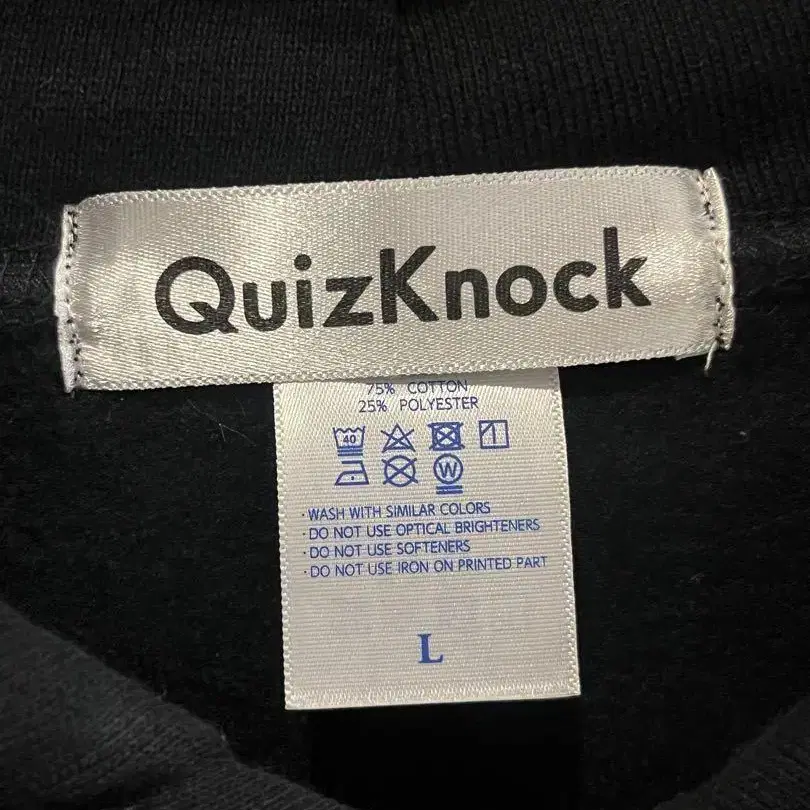 QuizKnock
75% COTTON
25% POLYESTER
40
W
·WASH WITH SIMILAR COLORS
·DO NOT USE OPTICAL BRIGHTENERS
·DO NOT USE SOFTENERS
·DO NOT USE IRON ON PRINTED PART
L